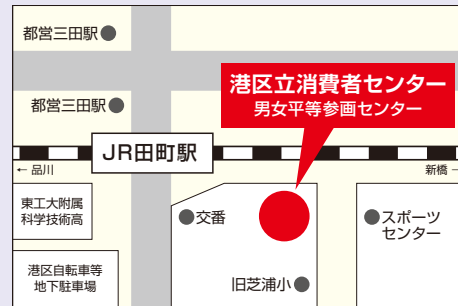 都営三田駅
都営三田駅
港区立消費者センター
男女平等参画センター
JR田町駅
← 品川
新橋 →
東工大附属
科学技術高
交番
スポーツ
センター
港区自転車等
地下駐車場
旧芝浦小